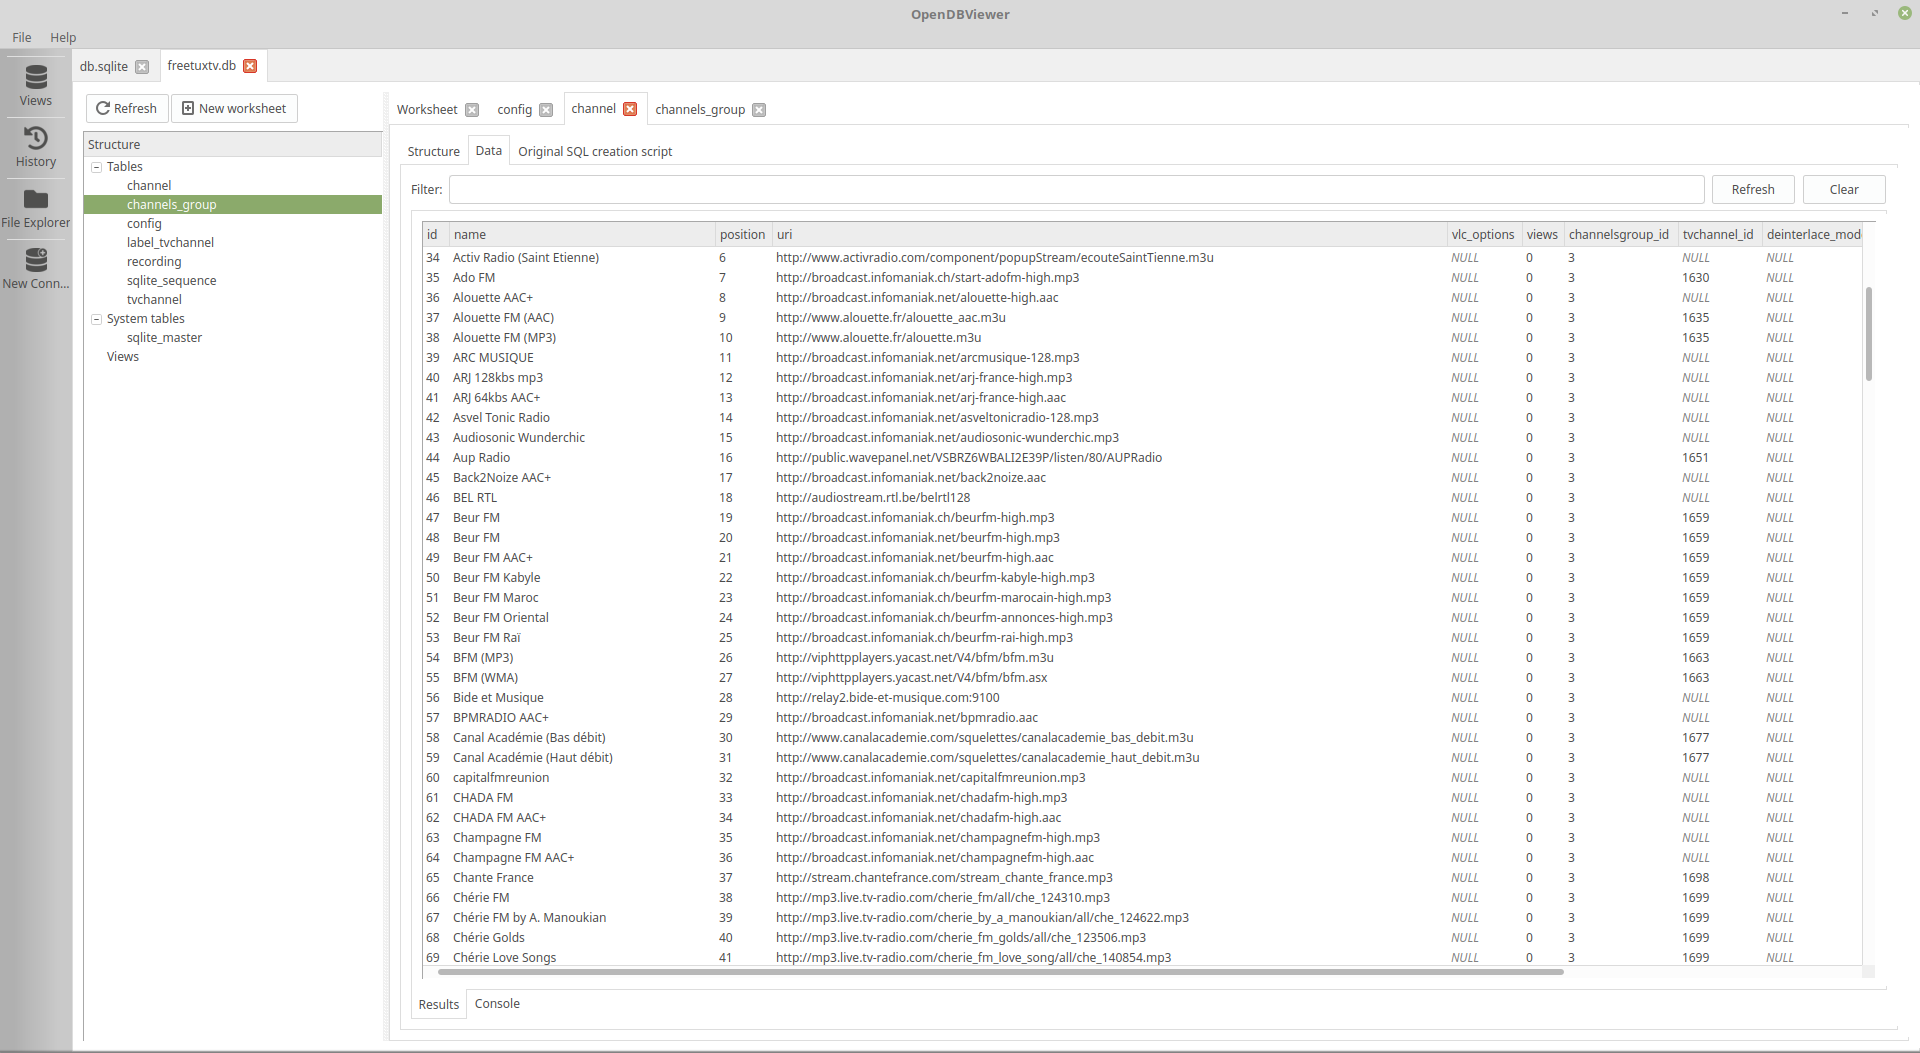 OpenDBViewer
File Help
db.sqlite
freetuxtv.db
Views
History
File Explorer
New Conn...
Refresh New worksheet
Structure
Tables
channel
channels_group
config
label_tvchannel
recording
sqlite_sequence
tvchannel
System tables
sqlite_master
Views
Worksheet config channel channels_group
Structure Data Original SQL creation script
Filter: Refresh Clear
id name position uri vlc_options views channelsgroup_id tvchannel_id deinterlace_mod
34 Activ Radio (Saint Etienne) 6 http://www.activradio.com/component/popupStream/ecouteSaintTienne.m3u NULL 0 3 NULL NULL
35 Ado FM 7 http://broadcast.infomaniak.ch/start-adofm-high.mp3 NULL 0 3 1630 NULL
36 Alouette AAC+ 8 http://broadcast.infomaniak.net/alouette-high.aac NULL 0 3 NULL NULL
37 Alouette FM (AAC) 9 http://www.alouette.fr/alouette_aac.m3u NULL 0 3 1635 NULL
38 Alouette FM (MP3) 10 http://www.alouette.fr/alouette.m3u NULL 0 3 1635 NULL
39 ARC MUSIQUE 11 http://broadcast.infomaniak.net/arcmusique-128.mp3 NULL 0 3 NULL NULL
40 ARJ 128kbs mp3 12 http://broadcast.infomaniak.net/arj-france-high.mp3 NULL 0 3 NULL NULL
41 ARJ 64kbs AAC+ 13 http://broadcast.infomaniak.net/arj-france-high.aac NULL 0 3 NULL NULL
42 Asvel Tonic Radio 14 http://broadcast.infomaniak.net/asveltonicradio-128.mp3 NULL 0 3 NULL NULL
43 Audiosonic Wunderchic 15 http://broadcast.infomaniak.net/audiosonic-wunderchic.mp3 NULL 0 3 NULL NULL
44 Aup Radio 16 http://public.wavepanel.net/VSBRZ6WBALI2E39P/listen/80/AUPRadio NULL 0 3 1651 NULL
45 Back2Noize AAC+ 17 http://broadcast.infomaniak.net/back2noize.aac NULL 0 3 NULL NULL
46 BEL RTL 18 http://audiostream.rtl.be/belrtl128 NULL 0 3 NULL NULL
47 Beur FM 19 http://broadcast.infomaniak.ch/beurfm-high.mp3 NULL 0 3 1659 NULL
48 Beur FM 20 http://broadcast.infomaniak.net/beurfm-high.mp3 NULL 0 3 1659 NULL
49 Beur FM AAC+ 21 http://broadcast.infomaniak.net/beurfm-high.aac NULL 0 3 1659 NULL
50 Beur FM Kabyle 22 http://broadcast.infomaniak.ch/beurfm-kabyle-high.mp3 NULL 0 3 1659 NULL
51 Beur FM Maroc 23 http://broadcast.infomaniak.ch/beurfm-marocain-high.mp3 NULL 0 3 1659 NULL
52 Beur FM Oriental 24 http://broadcast.infomaniak.ch/beurfm-annonces-high.mp3 NULL 0 3 1659 NULL
53 Beur FM Raï 25 http://broadcast.infomaniak.ch/beurfm-rai-high.mp3 NULL 0 3 1659 NULL
54 BFM (MP3) 26 http://viphttpplayers.yacast.net/V4/bfm/bfm.m3u NULL 0 3 1663 NULL
55 BFM (WMA) 27 http://viphttpplayers.yacast.net/V4/bfm/bfm.asx NULL 0 3 1663 NULL
56 Bide et Musique 28 http://relay2.bide-et-musique.com:9100 NULL 0 3 NULL NULL
57 BPMRADIO AAC+ 29 http://broadcast.infomaniak.net/bpmradio.aac NULL 0 3 NULL NULL
58 Canal Académie (Bas débit) 30 http://www.canalacademie.com/squelettes/canalacademie_bas_debit.m3u NULL 0 3 1677 NULL
59 Canal Académie (Haut débit) 31 http://www.canalacademie.com/squelettes/canalacademie_haut_debit.m3u NULL 0 3 1677 NULL
60 capitalfmreunion 32 http://broadcast.infomaniak.net/capitalfmreunion.mp3 NULL 0 3 NULL NULL
61 CHADA FM 33 http://broadcast.infomaniak.net/chadafm-high.mp3 NULL 0 3 NULL NULL
62 CHADA FM AAC+ 34 http://broadcast.infomaniak.net/chadafm-high.aac NULL 0 3 NULL NULL
63 Champagne FM 35 http://broadcast.infomaniak.net/champagnefm-high.mp3 NULL 0 3 NULL NULL
64 Champagne FM AAC+ 36 http://broadcast.infomaniak.net/champagnefm-high.aac NULL 0 3 NULL NULL
65 Chante France 37 http://stream.chantefrance.com/stream_chante_france.mp3 NULL 0 3 1698 NULL
66 Chérie FM 38 http://mp3.live.tv-radio.com/cherie_fm/all/che_124310.mp3 NULL 0 3 1699 NULL
67 Chérie FM by A. Manoukian 39 http://mp3.live.tv-radio.com/cherie_by_a_manoukian/all/che_124622.mp3 NULL 0 3 1699 NULL
68 Chérie Golds 40 http://mp3.live.tv-radio.com/cherie_fm_golds/all/che_123506.mp3 NULL 0 3 1699 NULL
69 Chérie Love Songs 41 http://mp3.live.tv-radio.com/cherie_fm_love_song/all/che_140854.mp3 NULL 0 3 1699 NULL
Results Console